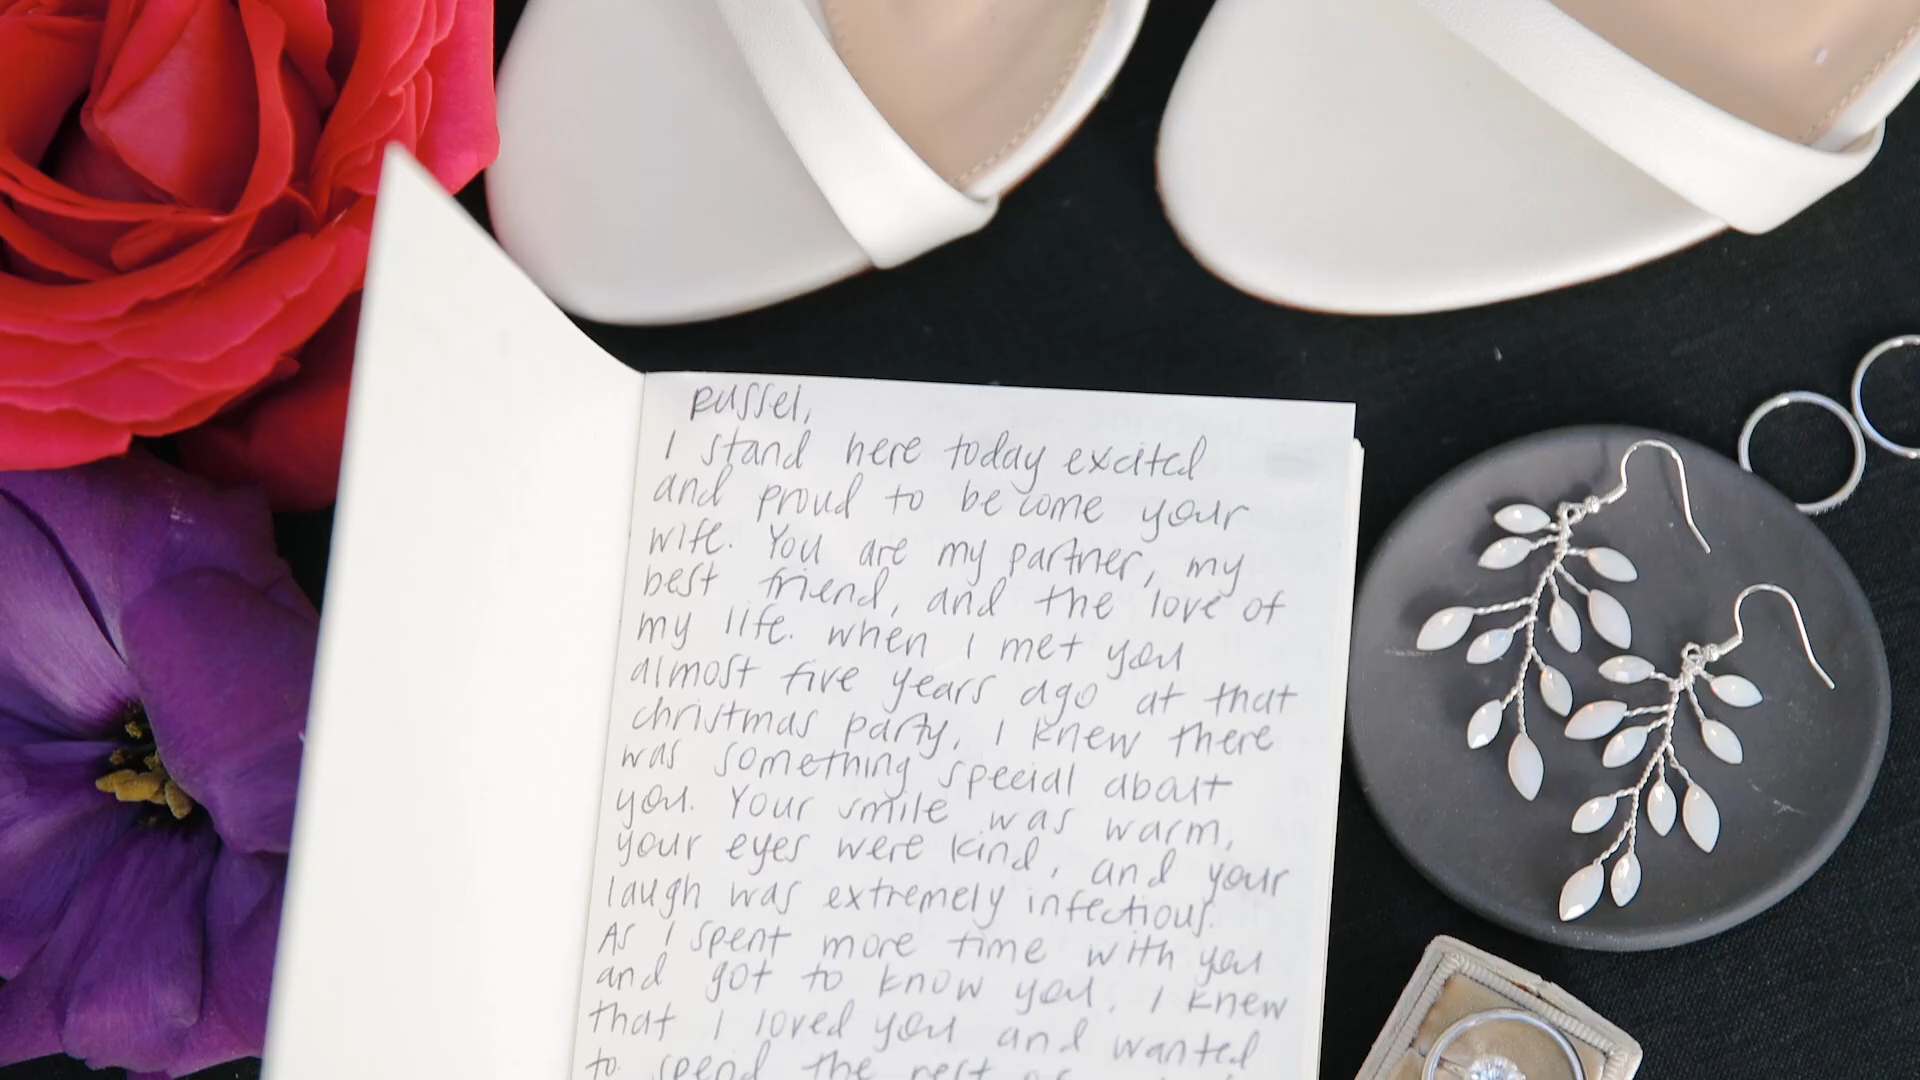 Russel,
I stand here today excited
and proud to become your
wife. You are my partner, my
best friend, and the love of
my life. when I met you
almost five years ago at that
christmas party, I knew there
was something special about
you. Your smile was warm,
your eyes were kind, and your
laugh was extremely infectious.
As I spent more time with you
and got to know you, I knew
that I loved you and wanted
to spend the rest of